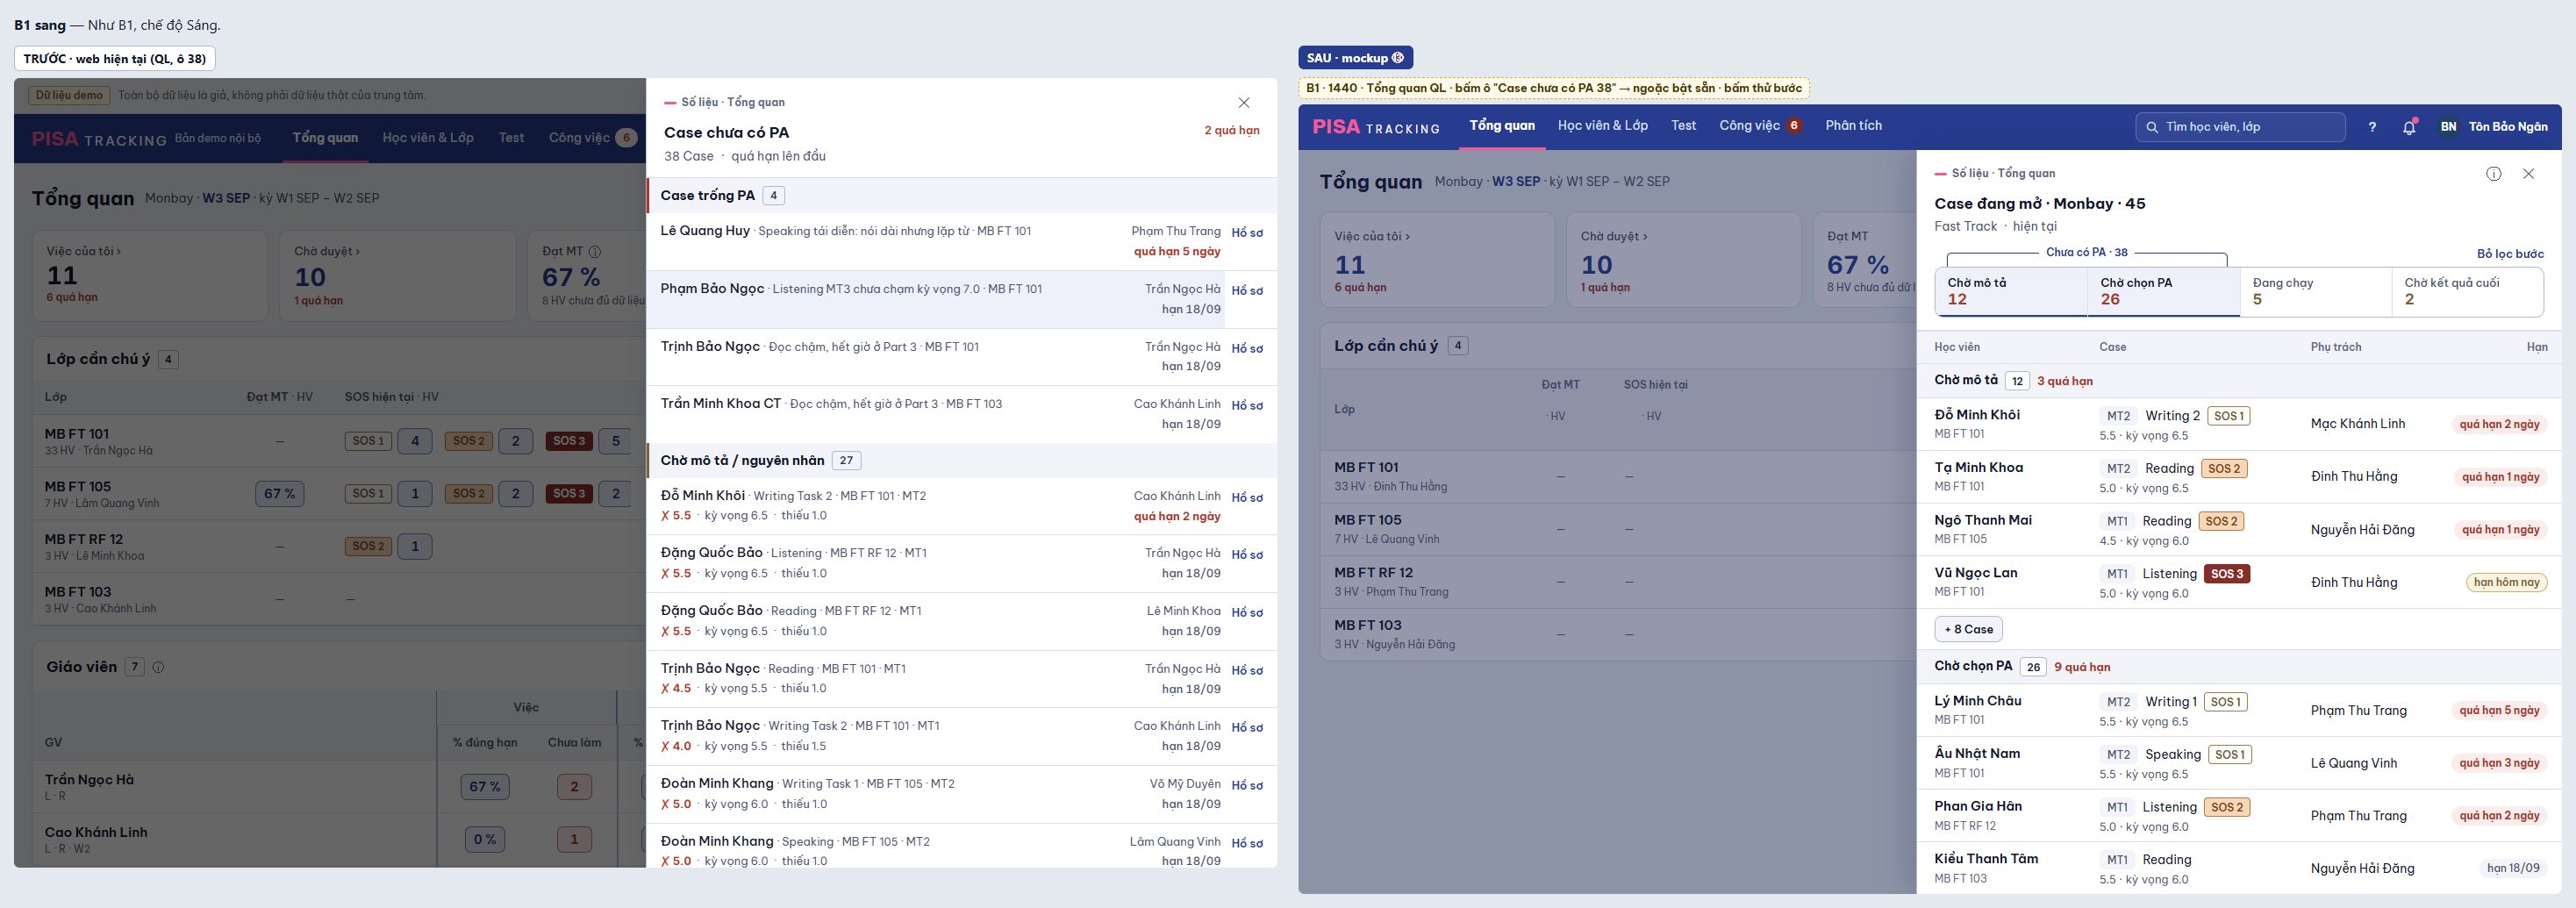 B1 sang — Như B1, chế độ Sáng.
TRƯỚC · web hiện tại (QL, ô 38)
Dữ liệu demo Toàn bộ dữ liệu là giả, không phải dữ liệu thật của trung tâm.
PISA TRACKING Bản demo nội bộ Tổng quan Học viên & Lớp Test Công việc 6
Tổng quan Monbay · W3 SEP · kỳ W1 SEP – W2 SEP
Việc của tôi › Chờ duyệt › Đạt MT
11 10 67 %
6 quá hạn 1 quá hạn 8 HV chưa đủ dữ liệu
Lớp cần chú ý 4
Lớp Đạt MT · HV SOS hiện tại · HV
MB FT 101 — SOS 1 4 SOS 2 2 SOS 3 5
33 HV · Trần Ngọc Hà
MB FT 105 67 % SOS 1 1 SOS 2 2 SOS 3 2
7 HV · Lâm Quang Vinh
MB FT RF 12 — SOS 2 1
3 HV · Lê Minh Khoa
MB FT 103 — —
3 HV · Cao Khánh Linh
Giáo viên 7
Việc
GV % đúng hạn Chưa làm %
Trần Ngọc Hà 67 % 2
L · R
Cao Khánh Linh 0 % 1
L · R · W2
Số liệu · Tổng quan
Case chưa có PA 2 quá hạn
38 Case · quá hạn lên đầu
Case trống PA 4
Lê Quang Huy · Speaking tái diễn: nói dài nhưng lặp từ · MB FT 101 Phạm Thu Trang Hồ sơ
quá hạn 5 ngày
Phạm Bảo Ngọc · Listening MT3 chưa chạm kỳ vọng 7.0 · MB FT 101 Trần Ngọc Hà Hồ sơ
hạn 18/09
Trịnh Bảo Ngọc · Đọc chậm, hết giờ ở Part 3 · MB FT 101 Trần Ngọc Hà Hồ sơ
hạn 18/09
Trần Minh Khoa CT · Đọc chậm, hết giờ ở Part 3 · MB FT 103 Cao Khánh Linh Hồ sơ
hạn 18/09
Chờ mô tả / nguyên nhân 27
Đỗ Minh Khôi · Writing Task 2 · MB FT 101 · MT2 Cao Khánh Linh Hồ sơ
✗ 5.5 · kỳ vọng 6.5 · thiếu 1.0 quá hạn 2 ngày
Đặng Quốc Bảo · Listening · MB FT RF 12 · MT1 Trần Ngọc Hà Hồ sơ
✗ 5.5 · kỳ vọng 6.5 · thiếu 1.0 hạn 18/09
Đặng Quốc Bảo · Reading · MB FT RF 12 · MT1 Lê Minh Khoa Hồ sơ
✗ 5.5 · kỳ vọng 6.5 · thiếu 1.0 hạn 18/09
Trịnh Bảo Ngọc · Reading · MB FT 101 · MT1 Trần Ngọc Hà Hồ sơ
✗ 4.5 · kỳ vọng 5.5 · thiếu 1.0 hạn 18/09
Trịnh Bảo Ngọc · Writing Task 2 · MB FT 101 · MT1 Cao Khánh Linh Hồ sơ
✗ 4.0 · kỳ vọng 5.5 · thiếu 1.5 hạn 18/09
Đoàn Minh Khang · Writing Task 1 · MB FT 105 · MT2 Võ Mỹ Duyên Hồ sơ
✗ 5.0 · kỳ vọng 6.0 · thiếu 1.0 hạn 18/09
Đoàn Minh Khang · Speaking · MB FT 105 · MT2 Lâm Quang Vinh Hồ sơ
✗ 5.0 · kỳ vọng 6.0 · thiếu 1.0 hạn 18/09
SAU · mockup
B1 · 1440 · Tổng quan QL · bấm ô "Case chưa có PA 38" → ngoặc bật sẵn · bấm thử bước
PISA TRACKING Tổng quan Học viên & Lớp Test Công việc 6 Phân tích Tìm học viên, lớp ? BN Tôn Bảo Ngân
Tổng quan Monbay · W3 SEP · kỳ W1 SEP – W2 SEP
Việc của tôi › Chờ duyệt › Đạt MT
11 10 67 %
6 quá hạn 1 quá hạn 8 HV chưa đủ dữ l
Lớp cần chú ý 4
Đạt MT SOS hiện tại
Lớp · HV · HV
MB FT 101 — —
33 HV · Đinh Thu Hằng
MB FT 105 — —
7 HV · Lê Quang Vinh
MB FT RF 12 — —
3 HV · Phạm Thu Trang
MB FT 103 — —
3 HV · Nguyễn Hải Đăng
Số liệu · Tổng quan
Case đang mở · Monbay · 45
Fast Track · hiện tại
Chưa có PA · 38 Bỏ lọc bước
Chờ mô tả Chờ chọn PA Đang chạy Chờ kết quả cuối
12 26 5 2
Học viên Case Phụ trách Hạn
Chờ mô tả 12 3 quá hạn
Đỗ Minh Khôi MT2 Writing 2 SOS 1 Mạc Khánh Linh quá hạn 2 ngày
MB FT 101 5.5 · kỳ vọng 6.5
Tạ Minh Khoa MT2 Reading SOS 2 Đinh Thu Hằng quá hạn 1 ngày
MB FT 101 5.0 · kỳ vọng 6.5
Ngô Thanh Mai MT1 Reading SOS 2 Nguyễn Hải Đăng quá hạn 1 ngày
MB FT 105 4.5 · kỳ vọng 6.0
Vũ Ngọc Lan MT1 Listening SOS 3 Đinh Thu Hằng hạn hôm nay
MB FT 101 5.0 · kỳ vọng 6.0
+ 8 Case
Chờ chọn PA 26 9 quá hạn
Lý Minh Châu MT2 Writing 1 SOS 1 Phạm Thu Trang quá hạn 5 ngày
MB FT 101 5.5 · kỳ vọng 6.5
Âu Nhật Nam MT2 Speaking SOS 1 Lê Quang Vinh quá hạn 3 ngày
MB FT 101 5.5 · kỳ vọng 6.5
Phan Gia Hân MT1 Listening SOS 2 Phạm Thu Trang quá hạn 2 ngày
MB FT RF 12 5.0 · kỳ vọng 6.0
Kiều Thanh Tâm MT1 Reading Nguyễn Hải Đăng hạn 18/09
MB FT 103 5.5 · kỳ vọng 6.0